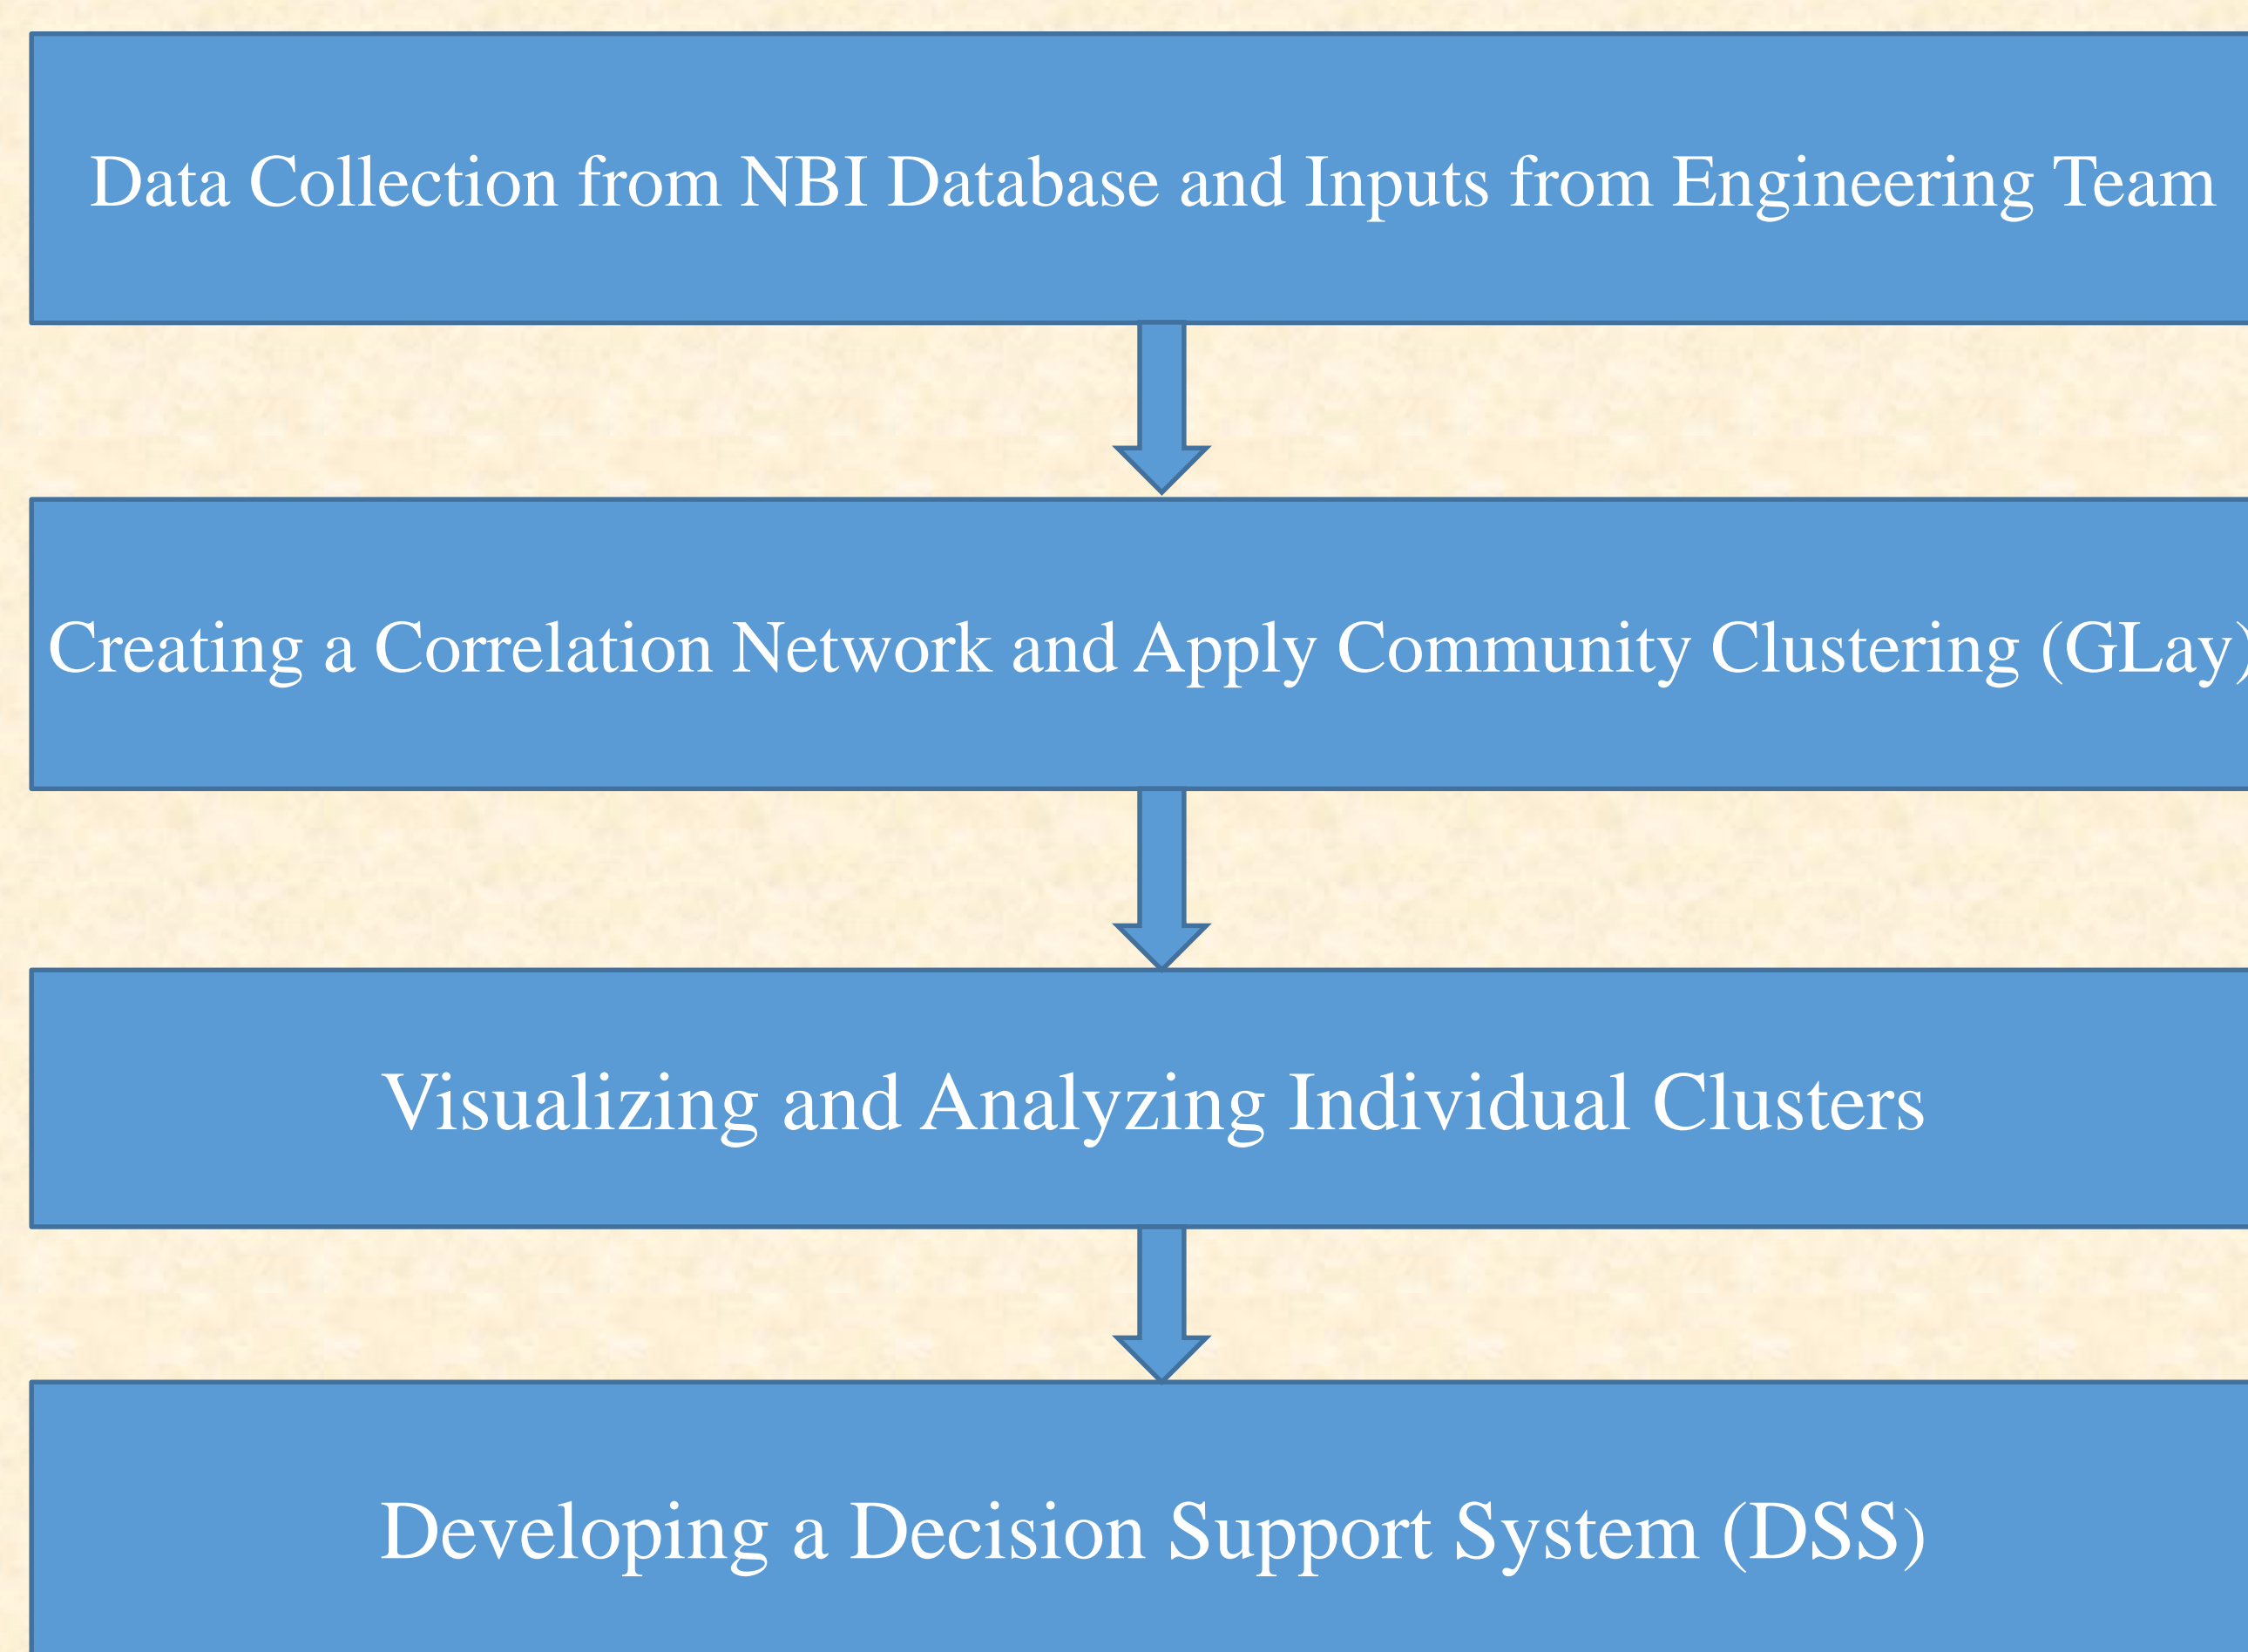 Data Collection from NBI Database and Inputs from Engineering Team
Creating a Correlation Network and Apply Community Clustering (GLay)
Visualizing and Analyzing Individual Clusters
Developing a Decision Support System (DSS)